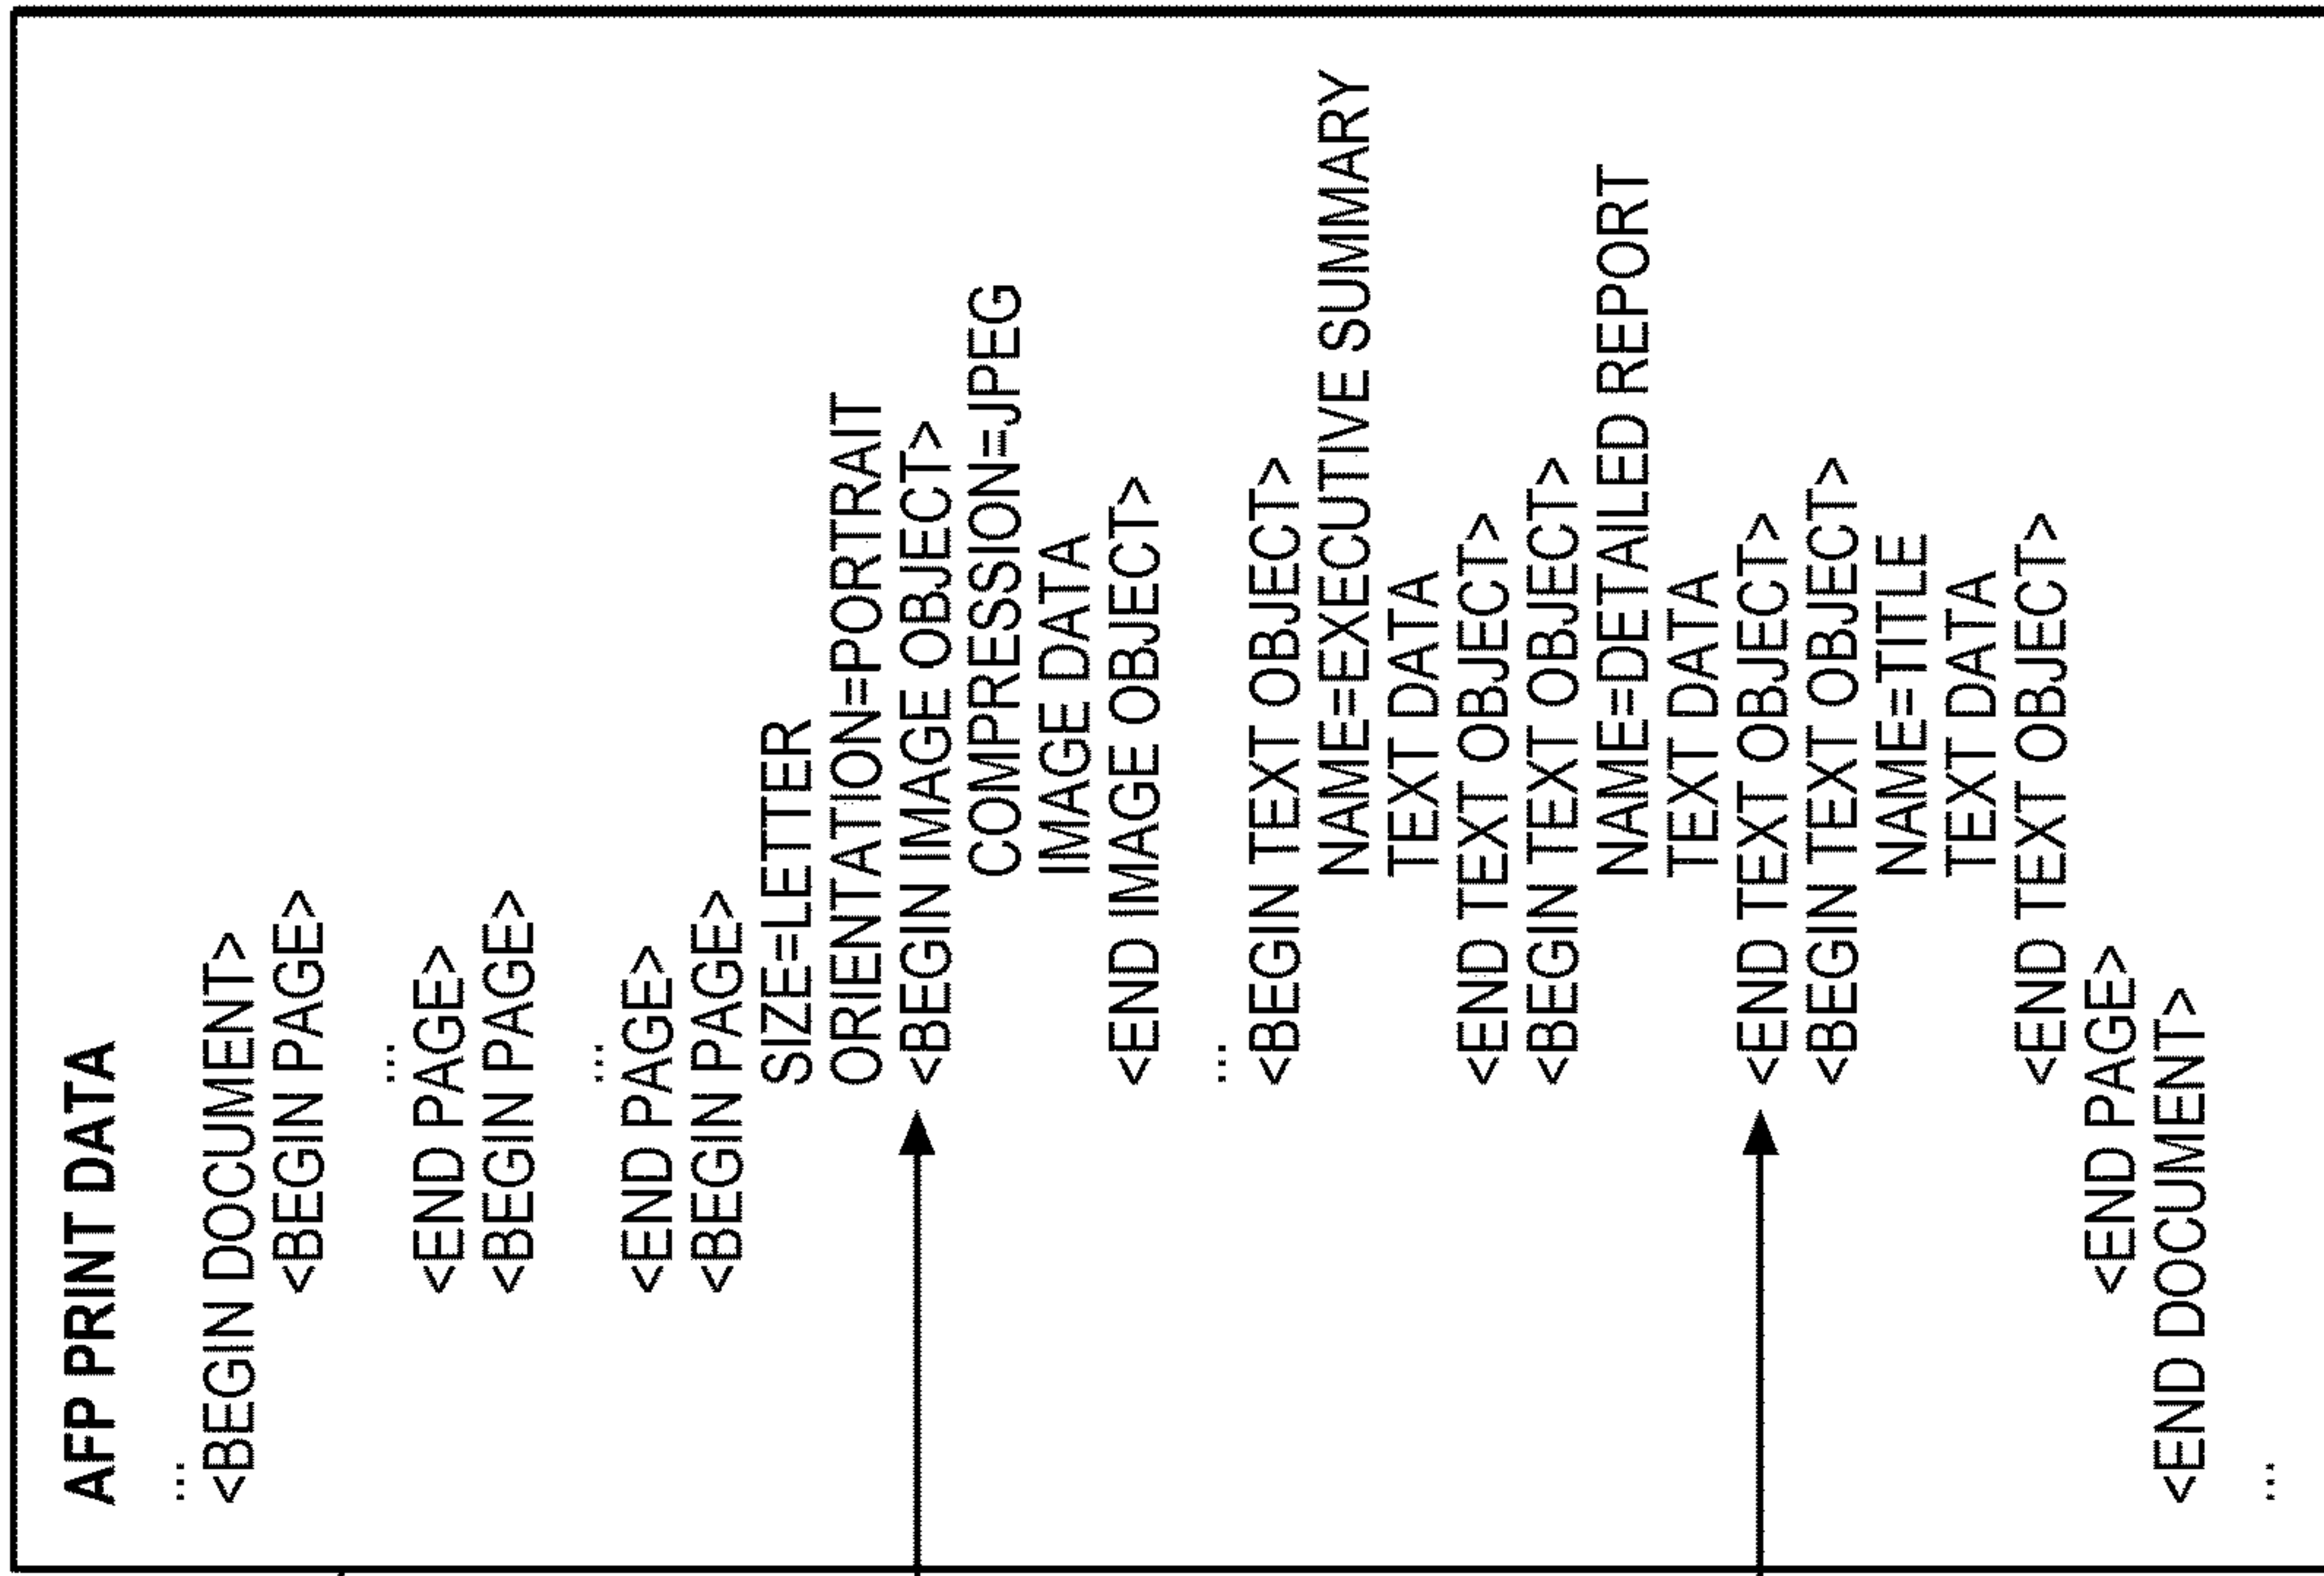 AFP PRINT DATA
...
<BEGIN DOCUMENT>
<BEGIN PAGE>
...
<END PAGE>
<BEGIN PAGE>
...
<END PAGE>
<BEGIN PAGE>
SIZE=LETTER
ORIENTATION=PORTRAIT
<BEGIN IMAGE OBJECT>
COMPRESSION=JPEG
IMAGE DATA
<END IMAGE OBJECT>
...
<BEGIN TEXT OBJECT>
NAME=EXECUTIVE SUMMARY
TEXT DATA
<END TEXT OBJECT>
<BEGIN TEXT OBJECT>
NAME=DETAILED REPORT
TEXT DATA
<END TEXT OBJECT>
<BEGIN TEXT OBJECT>
NAME=TITLE
TEXT DATA
<END TEXT OBJECT>
<END PAGE>
<END DOCUMENT>
...